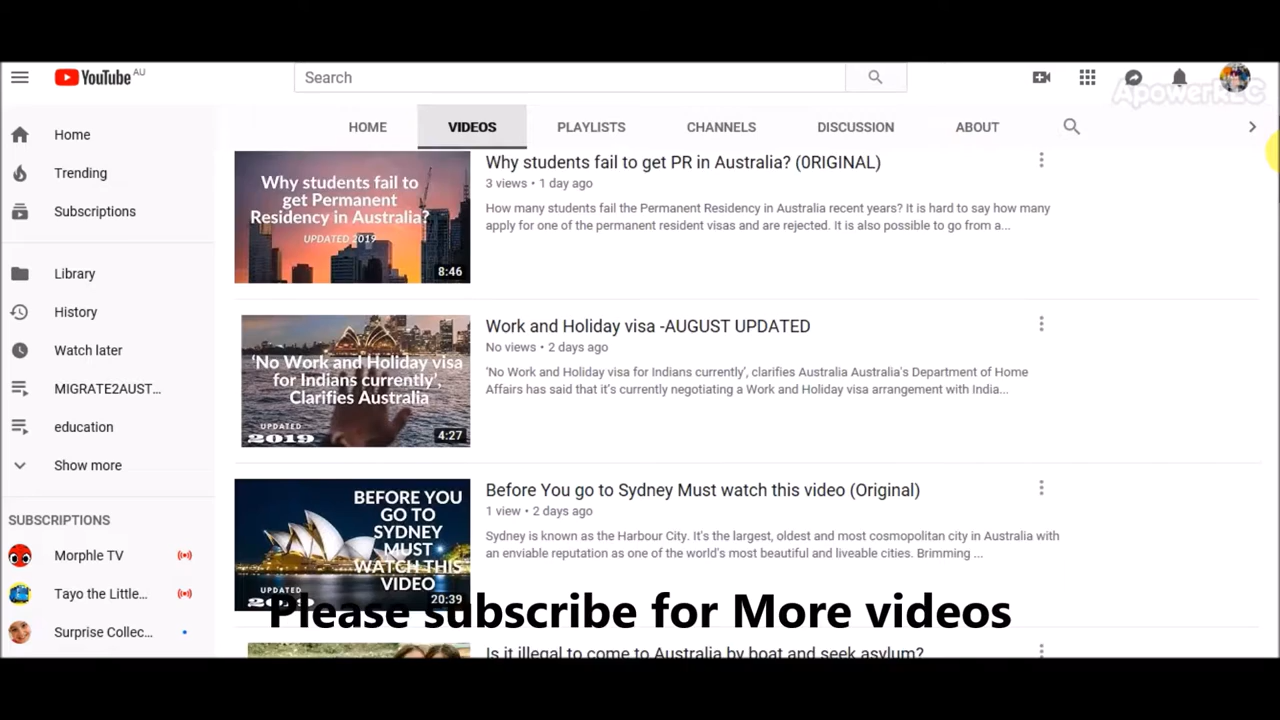 YouTube AU
Search
ApowerREC
HOME VIDEOS PLAYLISTS CHANNELS DISCUSSION ABOUT
Home
Trending
Subscriptions
Library
History
Watch later
MIGRATE2AUST...
education
Show more
SUBSCRIPTIONS
Morphle TV
Tayo the Little...
Surprise Collec...
Why students fail to
get Permanent
Residency in Australia?
UPDATED 2019
8:46
Why students fail to get PR in Australia? (0RIGINAL)
3 views • 1 day ago
How many students fail the Permanent Residency in Australia recent years? It is hard to say how many
apply for one of the permanent resident visas and are rejected. It is also possible to go from a...
'No Work and Holiday visa
for Indians currently',
Clarifies Australia
UPDATED
2019
4:27
Work and Holiday visa -AUGUST UPDATED
No views • 2 days ago
'No Work and Holiday visa for Indians currently', clarifies Australia Australia's Department of Home
Affairs has said that it's currently negotiating a Work and Holiday visa arrangement with India...
BEFORE YOU
GO TO
SYDNEY
MUST
WATCH THIS
VIDEO
UPDATED
2019
20:39
Before You go to Sydney Must watch this video (Original)
1 view • 2 days ago
Sydney is known as the Harbour City. It's the largest, oldest and most cosmopolitan city in Australia with
an enviable reputation as one of the world's most beautiful and liveable cities. Brimming ...
Please subscribe for More videos
Is it illegal to come to Australia by boat and seek asylum?